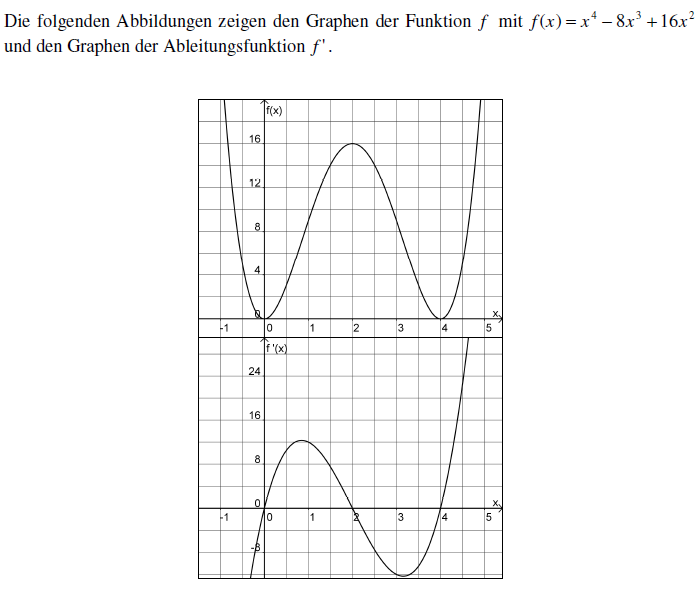 Die folgenden Abbildungen zeigen den Graphen der Funktion f mit f(x) = x⁴ – 8x³ + 16x²
und den Graphen der Ableitungsfunktion f'.
f(x)
16
12
8
4
0
x
-1 0 1 2 3 4 5
f'(x)
24
16
8
0
x
-1 0 1 2 3 4 5
-8